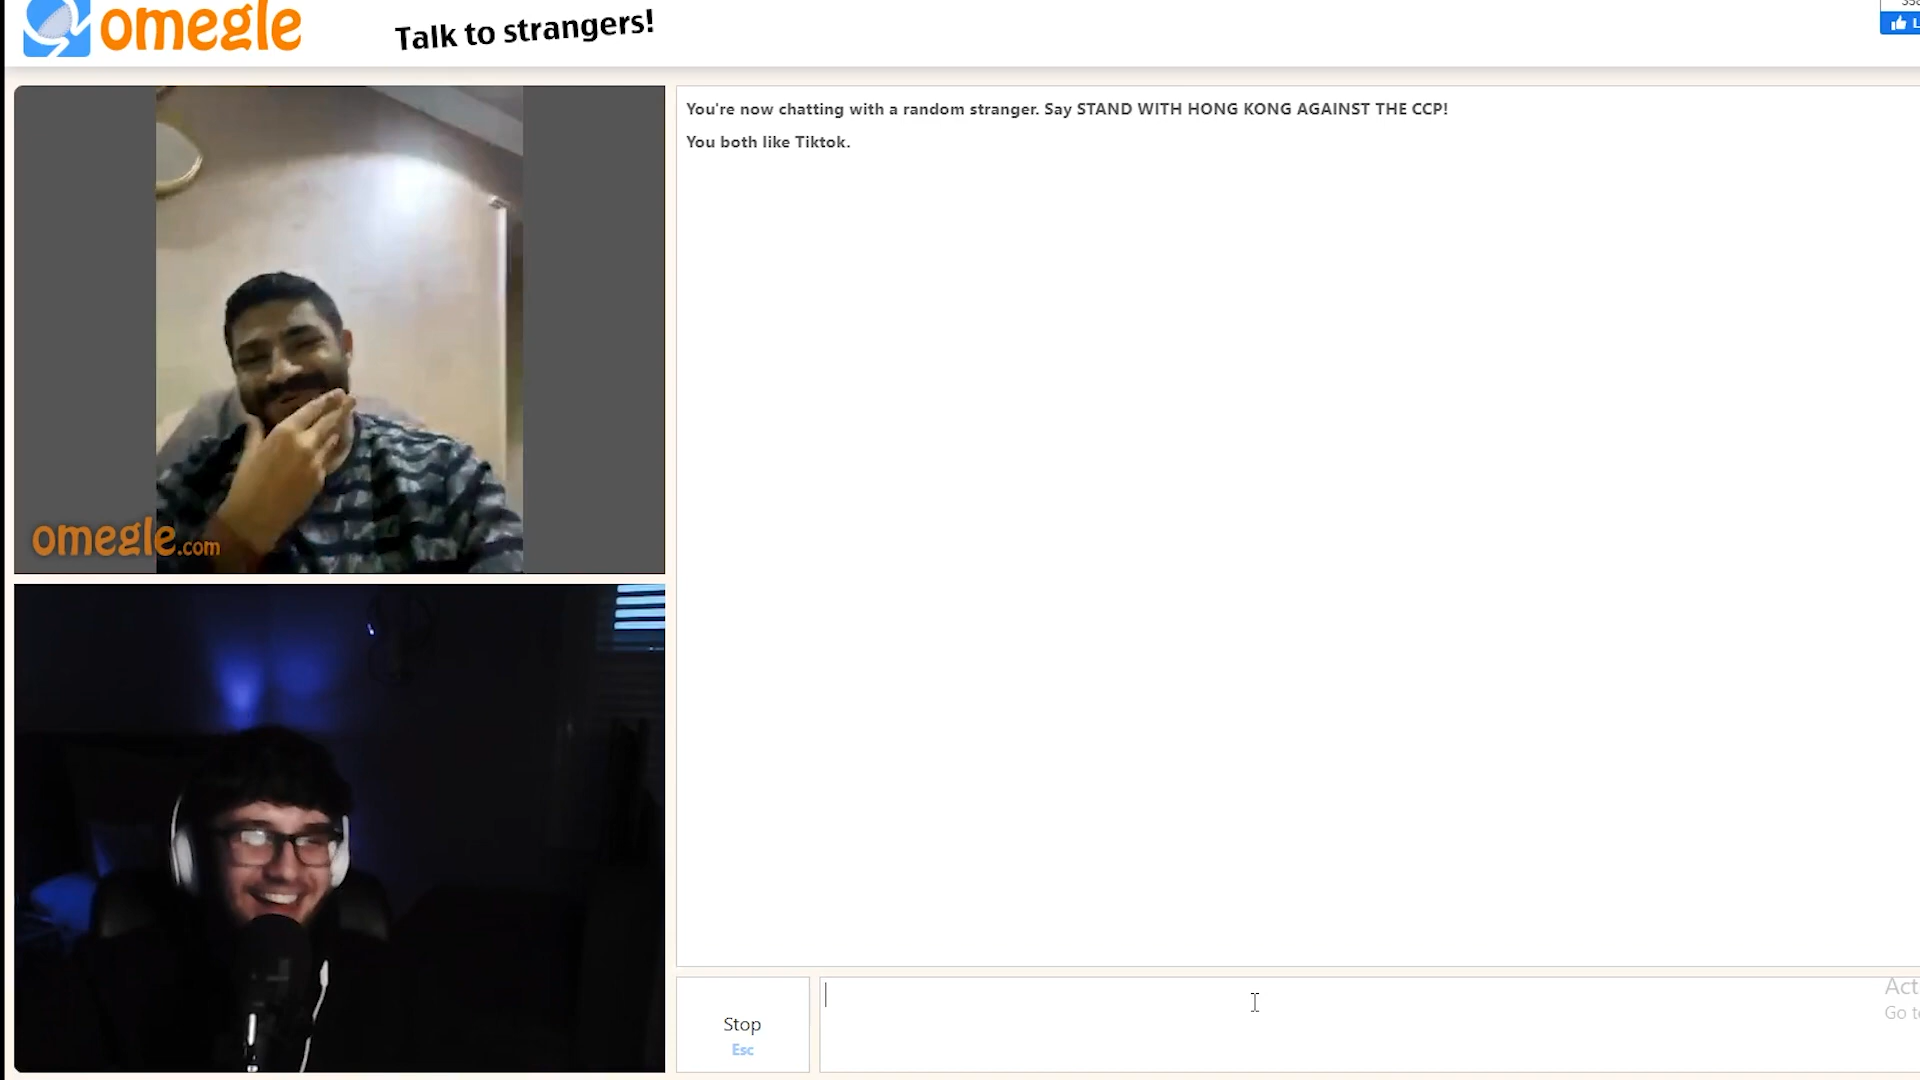 omegle
Talk to strangers!
You're now chatting with a random stranger. Say STAND WITH HONG KONG AGAINST THE CCP!
You both like Tiktok.
omegle.com
Stop
Esc